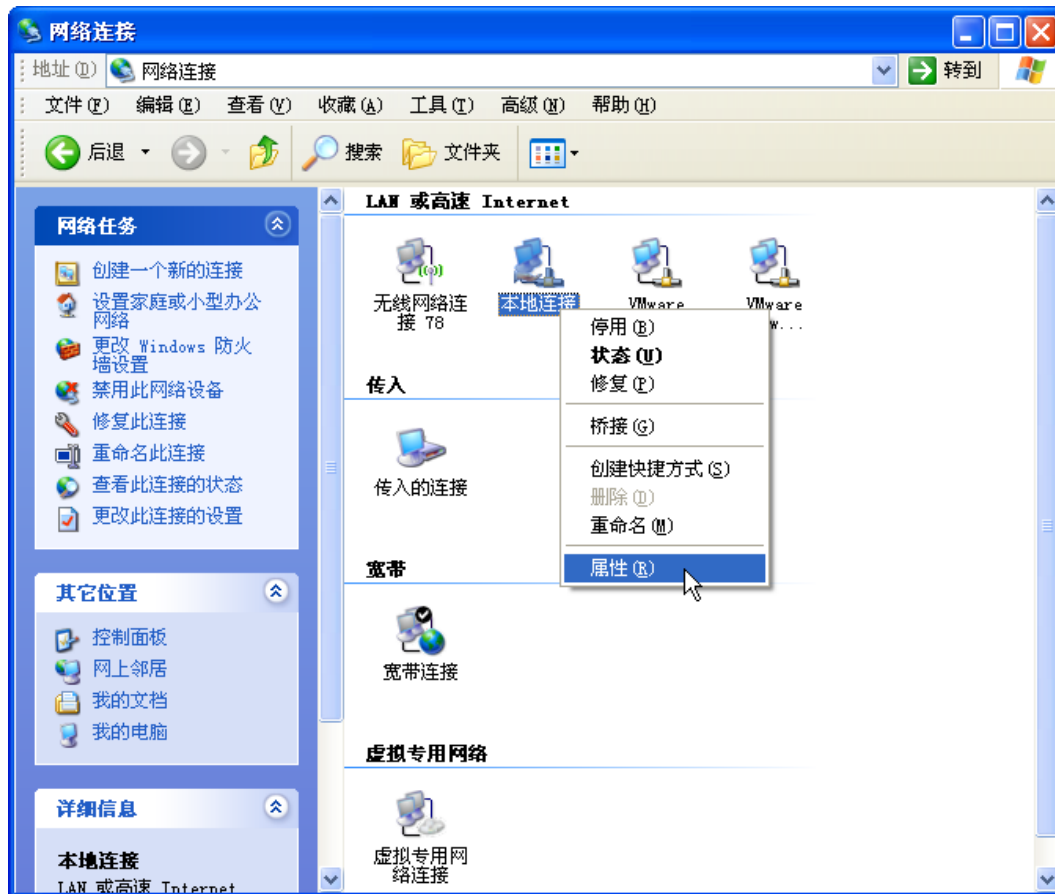 网络连接
地址(D) 网络连接 转到
文件(F) 编辑(E) 查看(V) 收藏(A) 工具(T) 高级(N) 帮助(H)
后退 搜索 文件夹
网络任务
创建一个新的连接
设置家庭或小型办公
网络
更改 Windows 防火
墙设置
禁用此网络设备
修复此连接
重命名此连接
查看此连接的状态
更改此连接的设置
其它位置
控制面板
网上邻居
我的文档
我的电脑
详细信息
本地连接
LAN 或高速 Internet
LAN 或高速 Internet
无线网络连
接 78
本地连接
VMware
VMware
w...
停用(B)
状态(U)
修复(P)
桥接(G)
创建快捷方式(S)
删除(D)
重命名(M)
属性(R)
传入
传入的连接
宽带
宽带连接
虚拟专用网络
虚拟专用网
络连接